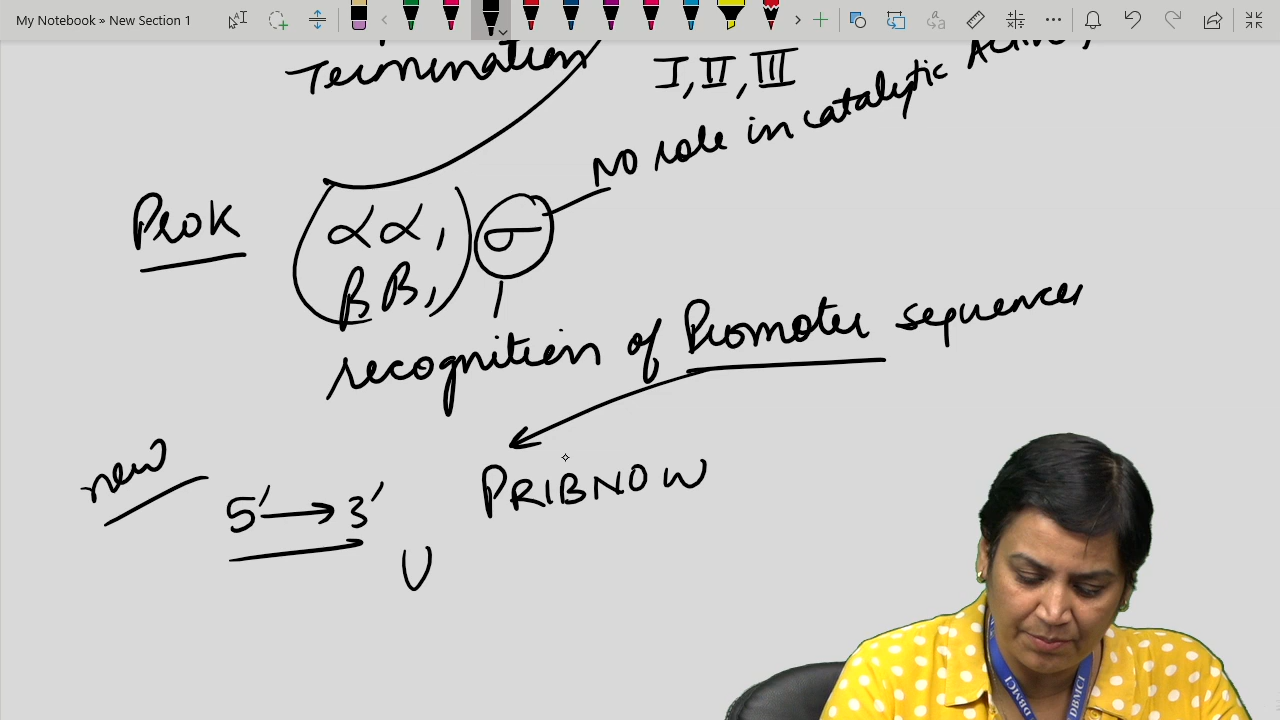 My Notebook » New Section 1
Termination
I, II, III
No role in catalytic
Prok
αα,
ββ,
σ
recognition of Promoter sequences
PRIBNOW
new
5' → 3'
U
DBMCI
DBMCI